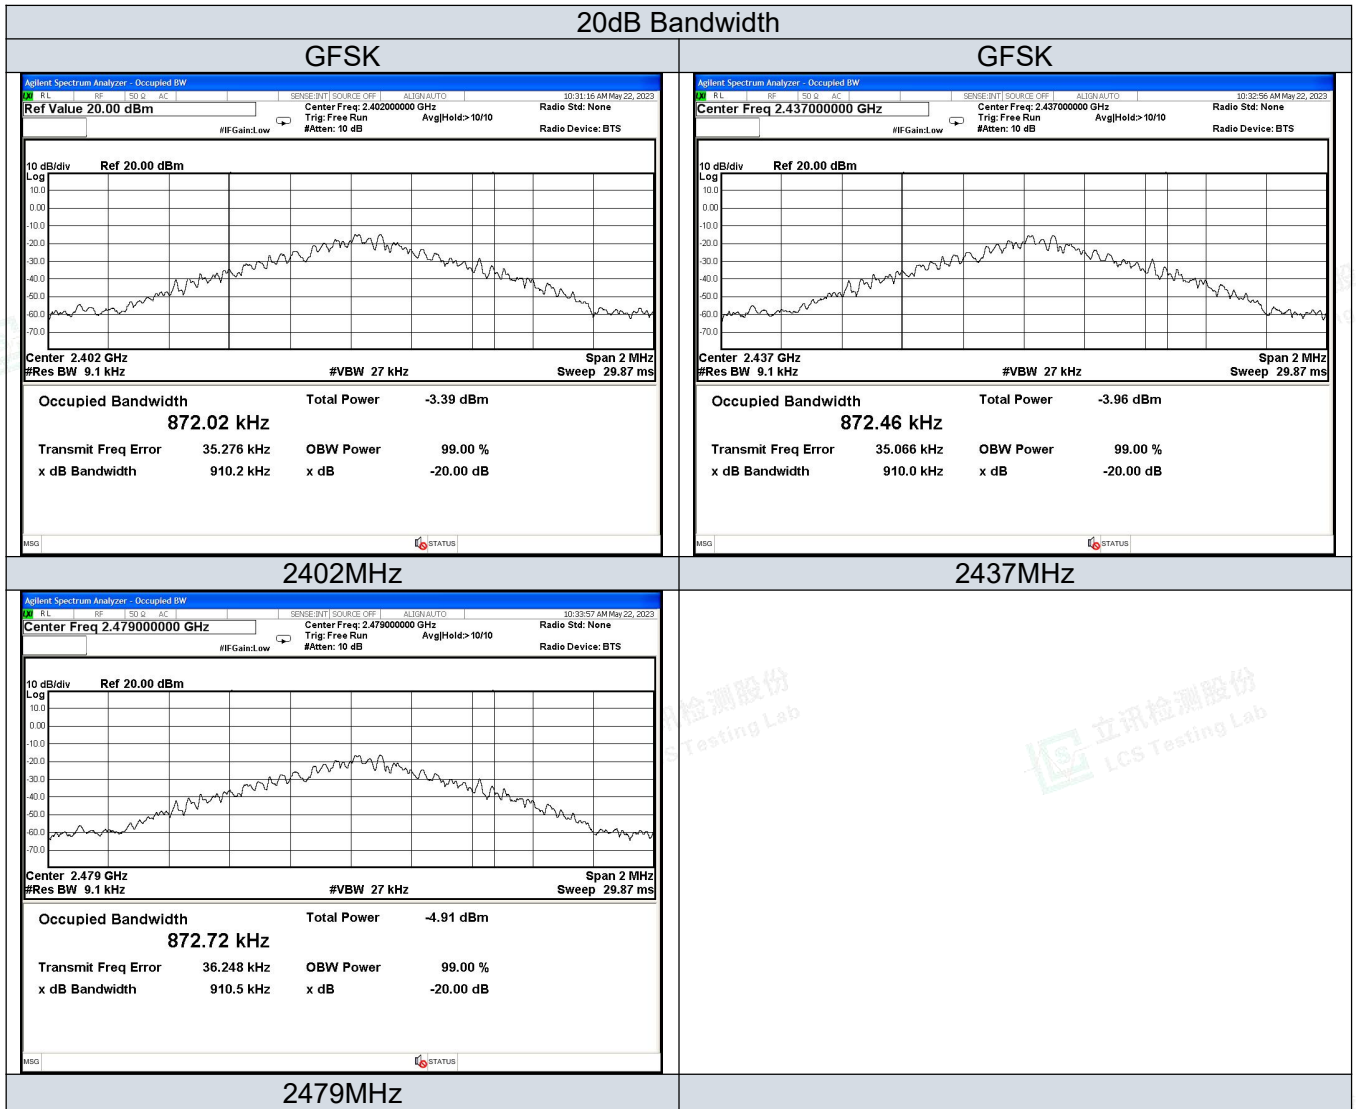 20dB Bandwidth
GFSK
GFSK
Agilent Spectrum Analyzer - Occupied BW
RL RF 50 Ω AC SENSE:INT SOURCE OFF ALIGN AUTO 10:31:16 AM May 22, 2023
Ref Value 20.00 dBm
Center Freq: 2.402000000 GHz
Radio Std: None
Trig: Free Run Avg|Hold:> 10/10
#IFGain:Low #Atten: 10 dB Radio Device: BTS
10 dB/div Ref 20.00 dBm
Log
10.0
0.00
-10.0
-20.0
-30.0
-40.0
-50.0
-60.0
-70.0
Center 2.402 GHz Span 2 MHz
#Res BW 9.1 kHz #VBW 27 kHz Sweep 29.87 ms
Occupied Bandwidth Total Power -3.39 dBm
872.02 kHz
Transmit Freq Error 35.276 kHz OBW Power 99.00 %
x dB Bandwidth 910.2 kHz x dB -20.00 dB
MSG STATUS
Agilent Spectrum Analyzer - Occupied BW
RL RF 50 Ω AC SENSE:INT SOURCE OFF ALIGN AUTO 10:32:56 AM May 22, 2023
Center Freq 2.437000000 GHz
Center Freq: 2.437000000 GHz
Radio Std: None
Trig: Free Run Avg|Hold:> 10/10
#IFGain:Low #Atten: 10 dB Radio Device: BTS
10 dB/div Ref 20.00 dBm
Log
10.0
0.00
-10.0
-20.0
-30.0
-40.0
-50.0
-60.0
-70.0
Center 2.437 GHz Span 2 MHz
#Res BW 9.1 kHz #VBW 27 kHz Sweep 29.87 ms
Occupied Bandwidth Total Power -3.96 dBm
872.46 kHz
Transmit Freq Error 35.066 kHz OBW Power 99.00 %
x dB Bandwidth 910.0 kHz x dB -20.00 dB
MSG STATUS
2402MHz
2437MHz
Agilent Spectrum Analyzer - Occupied BW
RL RF 50 Ω AC SENSE:INT SOURCE OFF ALIGN AUTO 10:33:57 AM May 22, 2023
Center Freq 2.479000000 GHz
Center Freq: 2.479000000 GHz
Radio Std: None
Trig: Free Run Avg|Hold:> 10/10
#IFGain:Low #Atten: 10 dB Radio Device: BTS
10 dB/div Ref 20.00 dBm
Log
10.0
0.00
-10.0
-20.0
-30.0
-40.0
-50.0
-60.0
-70.0
Center 2.479 GHz Span 2 MHz
#Res BW 9.1 kHz #VBW 27 kHz Sweep 29.87 ms
Occupied Bandwidth Total Power -4.91 dBm
872.72 kHz
Transmit Freq Error 36.248 kHz OBW Power 99.00 %
x dB Bandwidth 910.5 kHz x dB -20.00 dB
MSG STATUS
检测股份
S Testing Lab
立讯检测股份
LCS Testing Lab
2479MHz